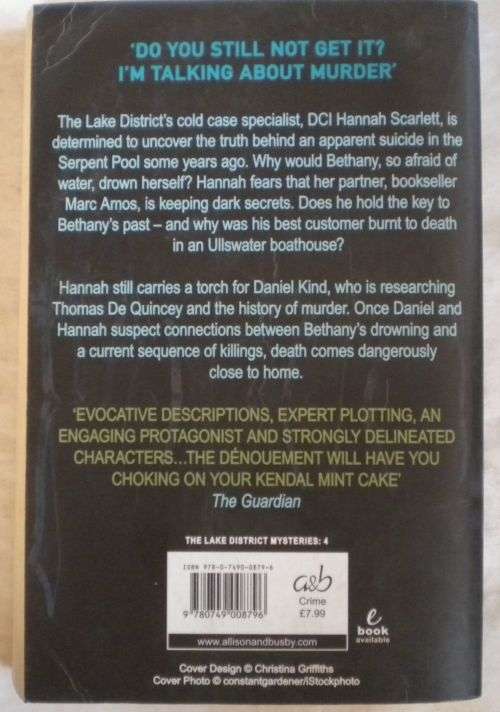 'DO YOU STILL NOT GET IT?
I'M TALKING ABOUT MURDER'
The Lake District's cold case specialist, DCI Hannah Scarlett, is
determined to uncover the truth behind an apparent suicide in the
Serpent Pool some years ago. Why would Bethany, so afraid of
water, drown herself? Hannah fears that her partner, bookseller
Marc Amos, is keeping dark secrets. Does he hold the key to
Bethany's past – and why was his best customer burnt to death
in an Ullswater boathouse?
Hannah still carries a torch for Daniel Kind, who is researching
Thomas De Quincey and the history of murder. Once Daniel and
Hannah suspect connections between Bethany's drowning and
a current sequence of killings, death comes dangerously
close to home.
'EVOCATIVE DESCRIPTIONS, EXPERT PLOTTING, AN
ENGAGING PROTAGONIST AND STRONGLY DELINEATED
CHARACTERS...THE DÉNOUEMENT WILL HAVE YOU
CHOKING ON YOUR KENDAL MINT CAKE'
The Guardian
THE LAKE DISTRICT MYSTERIES: 4
ISBN 978-0-7490-0879-6
9 780749 008796
a&b
Crime
£7.99
www.allisonandbusby.com
e
book
available
Cover Design © Christina Griffiths
Cover Photo © constantgardener/iStockphoto